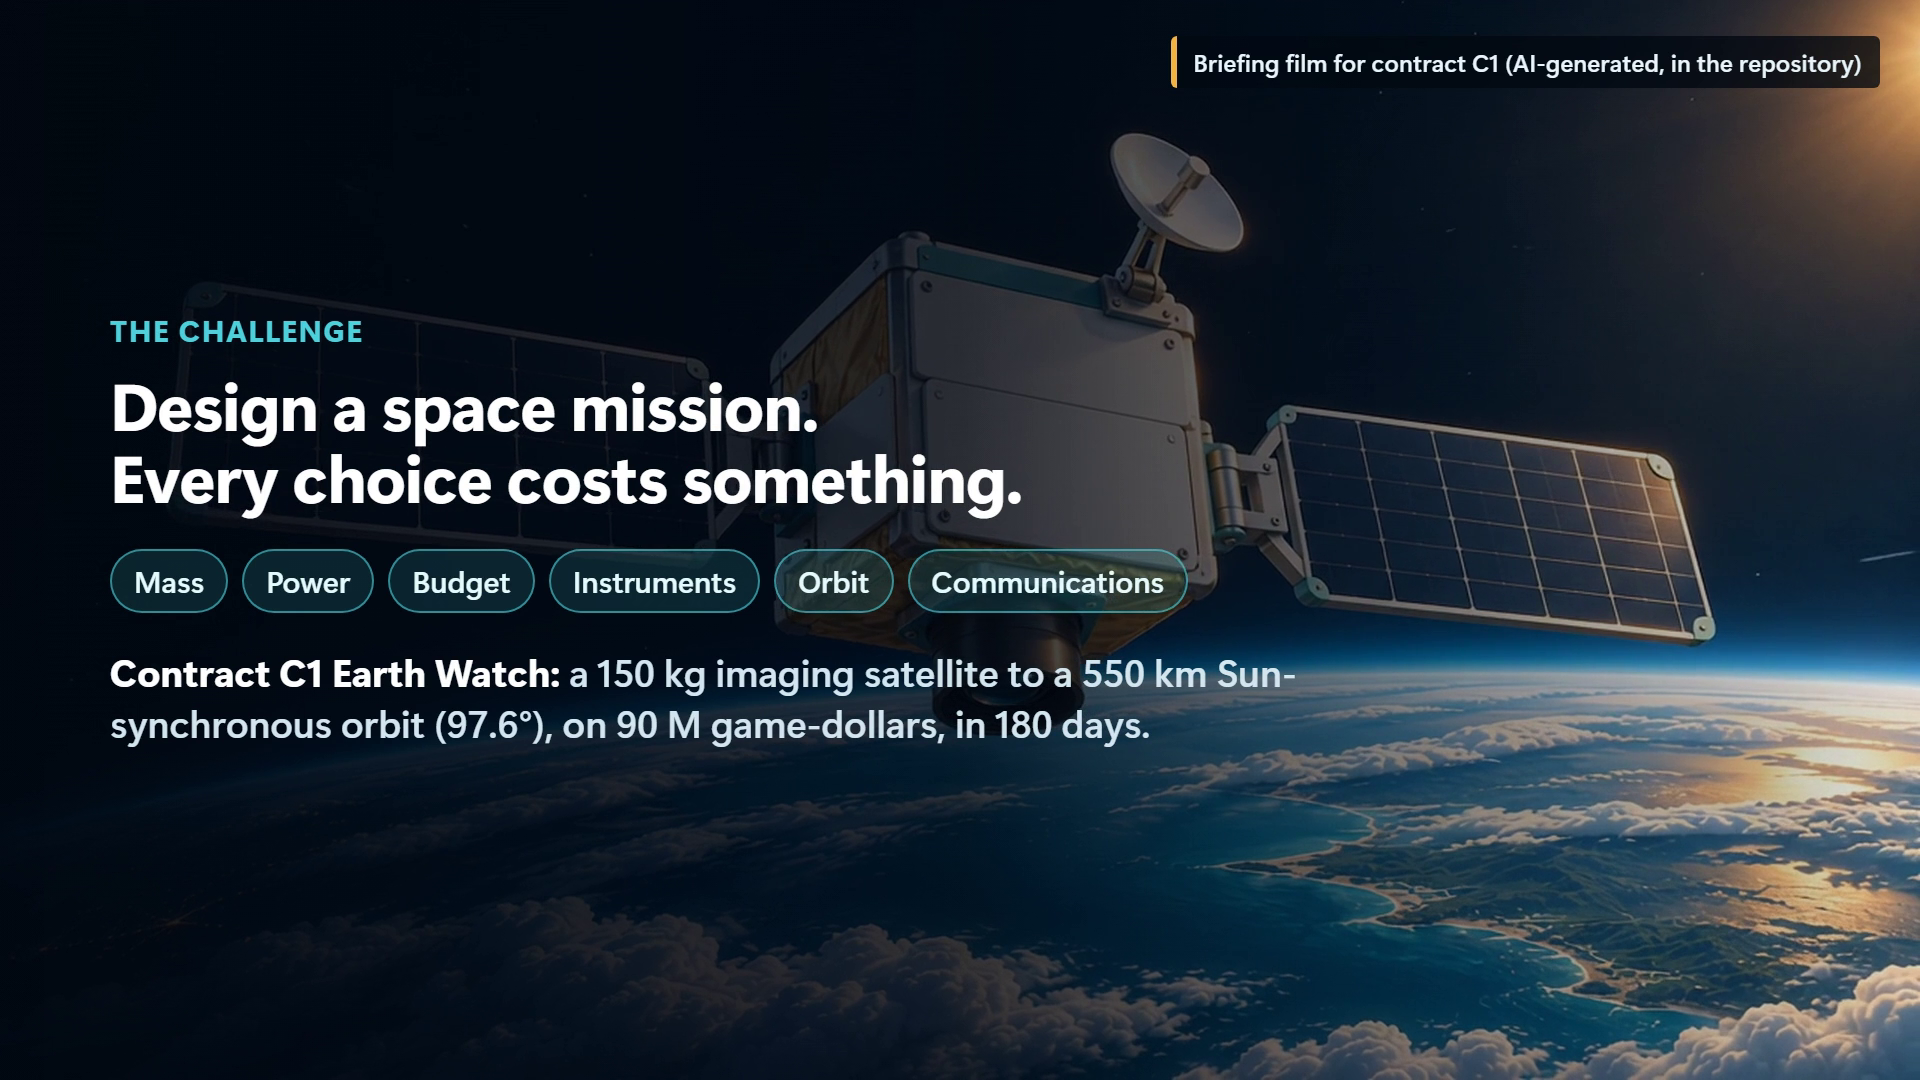 Briefing film for contract C1 (AI-generated, in the repository)
THE CHALLENGE
Design a space mission.
Every choice costs something.
Mass Power Budget Instruments Orbit Communications
Contract C1 Earth Watch: a 150 kg imaging satellite to a 550 km Sun-
synchronous orbit (97.6°), on 90 M game-dollars, in 180 days.